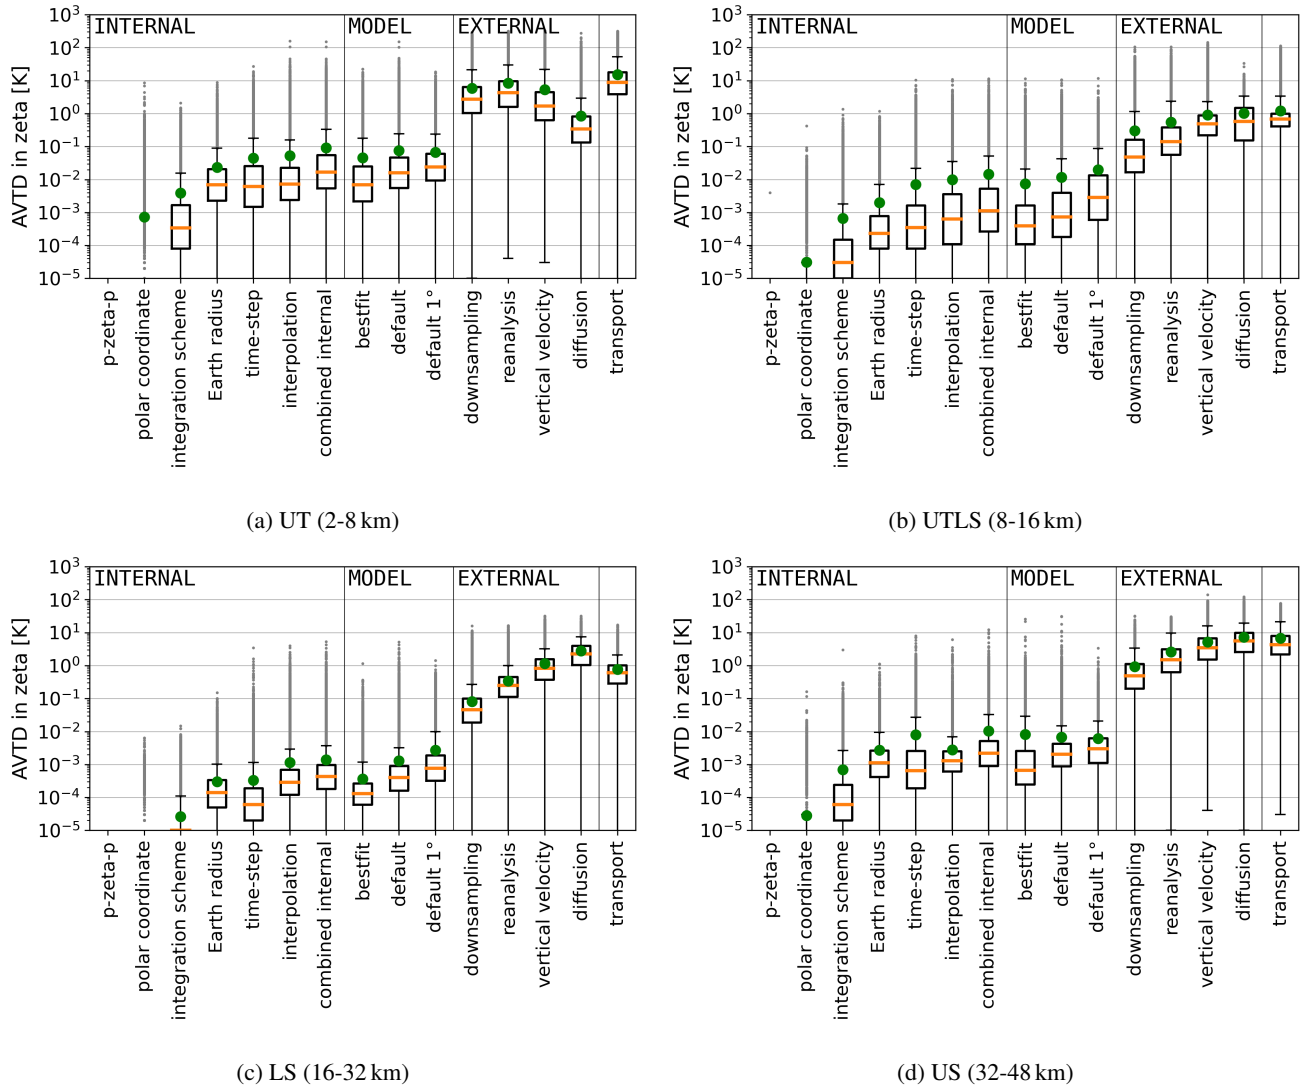 INTERNAL MODEL EXTERNAL
AVTD in zeta [K]
10³
10²
10¹
10⁰
10⁻¹
10⁻²
10⁻³
10⁻⁴
10⁻⁵
p-zeta-p
polar coordinate
integration scheme
Earth radius
time-step
interpolation
combined internal
bestfit
default
default 1°
downsampling
reanalysis
vertical velocity
diffusion
transport
(a) UT (2-8 km)
INTERNAL MODEL EXTERNAL
AVTD in zeta [K]
10³
10²
10¹
10⁰
10⁻¹
10⁻²
10⁻³
10⁻⁴
10⁻⁵
p-zeta-p
polar coordinate
integration scheme
Earth radius
time-step
interpolation
combined internal
bestfit
default
default 1°
downsampling
reanalysis
vertical velocity
diffusion
transport
(b) UTLS (8-16 km)
INTERNAL MODEL EXTERNAL
AVTD in zeta [K]
10³
10²
10¹
10⁰
10⁻¹
10⁻²
10⁻³
10⁻⁴
10⁻⁵
p-zeta-p
polar coordinate
integration scheme
Earth radius
time-step
interpolation
combined internal
bestfit
default
default 1°
downsampling
reanalysis
vertical velocity
diffusion
transport
(c) LS (16-32 km)
INTERNAL MODEL EXTERNAL
AVTD in zeta [K]
10³
10²
10¹
10⁰
10⁻¹
10⁻²
10⁻³
10⁻⁴
10⁻⁵
p-zeta-p
polar coordinate
integration scheme
Earth radius
time-step
interpolation
combined internal
bestfit
default
default 1°
downsampling
reanalysis
vertical velocity
diffusion
transport
(d) US (32-48 km)